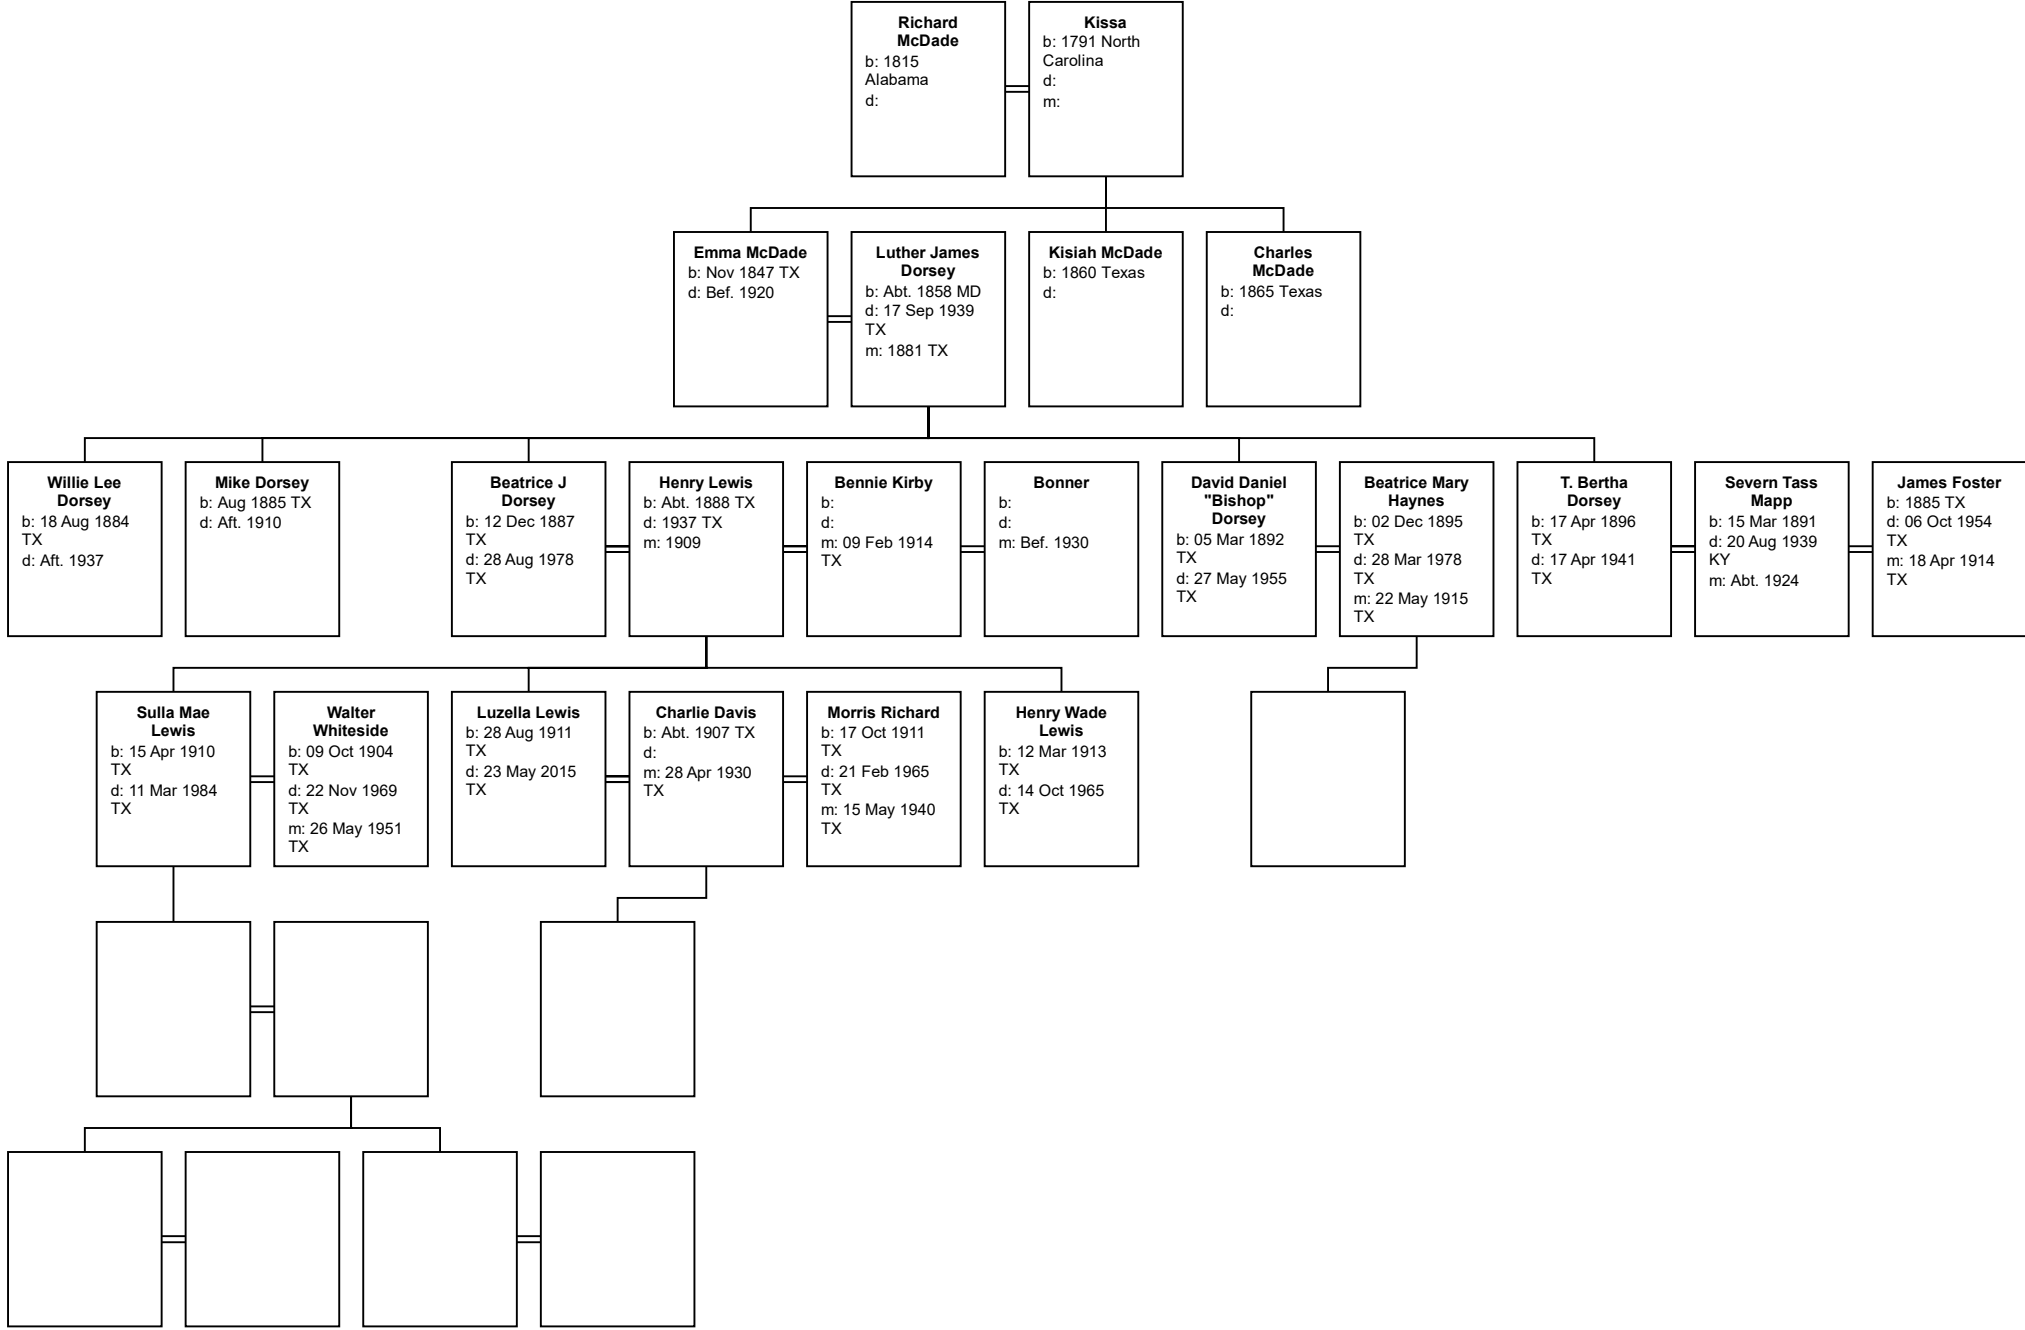 Richard
McDade
b: 1815
Alabama
d:
Kissa
b: 1791 North
Carolina
d:
m:
Emma McDade
b: Nov 1847 TX
d: Bef. 1920
Luther James
Dorsey
b: Abt. 1858 MD
d: 17 Sep 1939
TX
m: 1881 TX
Kisiah McDade
b: 1860 Texas
d:
Charles
McDade
b: 1865 Texas
d:
Willie Lee
Dorsey
b: 18 Aug 1884
TX
d: Aft. 1937
Mike Dorsey
b: Aug 1885 TX
d: Aft. 1910
Beatrice J
Dorsey
b: 12 Dec 1887
TX
d: 28 Aug 1978
TX
Henry Lewis
b: Abt. 1888 TX
d: 1937 TX
m: 1909
Bennie Kirby
b:
d:
m: 09 Feb 1914
TX
Bonner
b:
d:
m: Bef. 1930
David Daniel
"Bishop"
Dorsey
b: 05 Mar 1892
TX
d: 27 May 1955
TX
Beatrice Mary
Haynes
b: 02 Dec 1895
TX
d: 28 Mar 1978
TX
m: 22 May 1915
TX
T. Bertha
Dorsey
b: 17 Apr 1896
TX
d: 17 Apr 1941
TX
Severn Tass
Mapp
b: 15 Mar 1891
d: 20 Aug 1939
KY
m: Abt. 1924
James Foster
b: 1885 TX
d: 06 Oct 1954
TX
m: 18 Apr 1914
TX
Sulla Mae
Lewis
b: 15 Apr 1910
TX
d: 11 Mar 1984
TX
Walter
Whiteside
b: 09 Oct 1904
TX
d: 22 Nov 1969
TX
m: 26 May 1951
TX
Luzella Lewis
b: 28 Aug 1911
TX
d: 23 May 2015
TX
Charlie Davis
b: Abt. 1907 TX
d:
m: 28 Apr 1930
TX
Morris Richard
b: 17 Oct 1911
TX
d: 21 Feb 1965
TX
m: 15 May 1940
TX
Henry Wade
Lewis
b: 12 Mar 1913
TX
d: 14 Oct 1965
TX